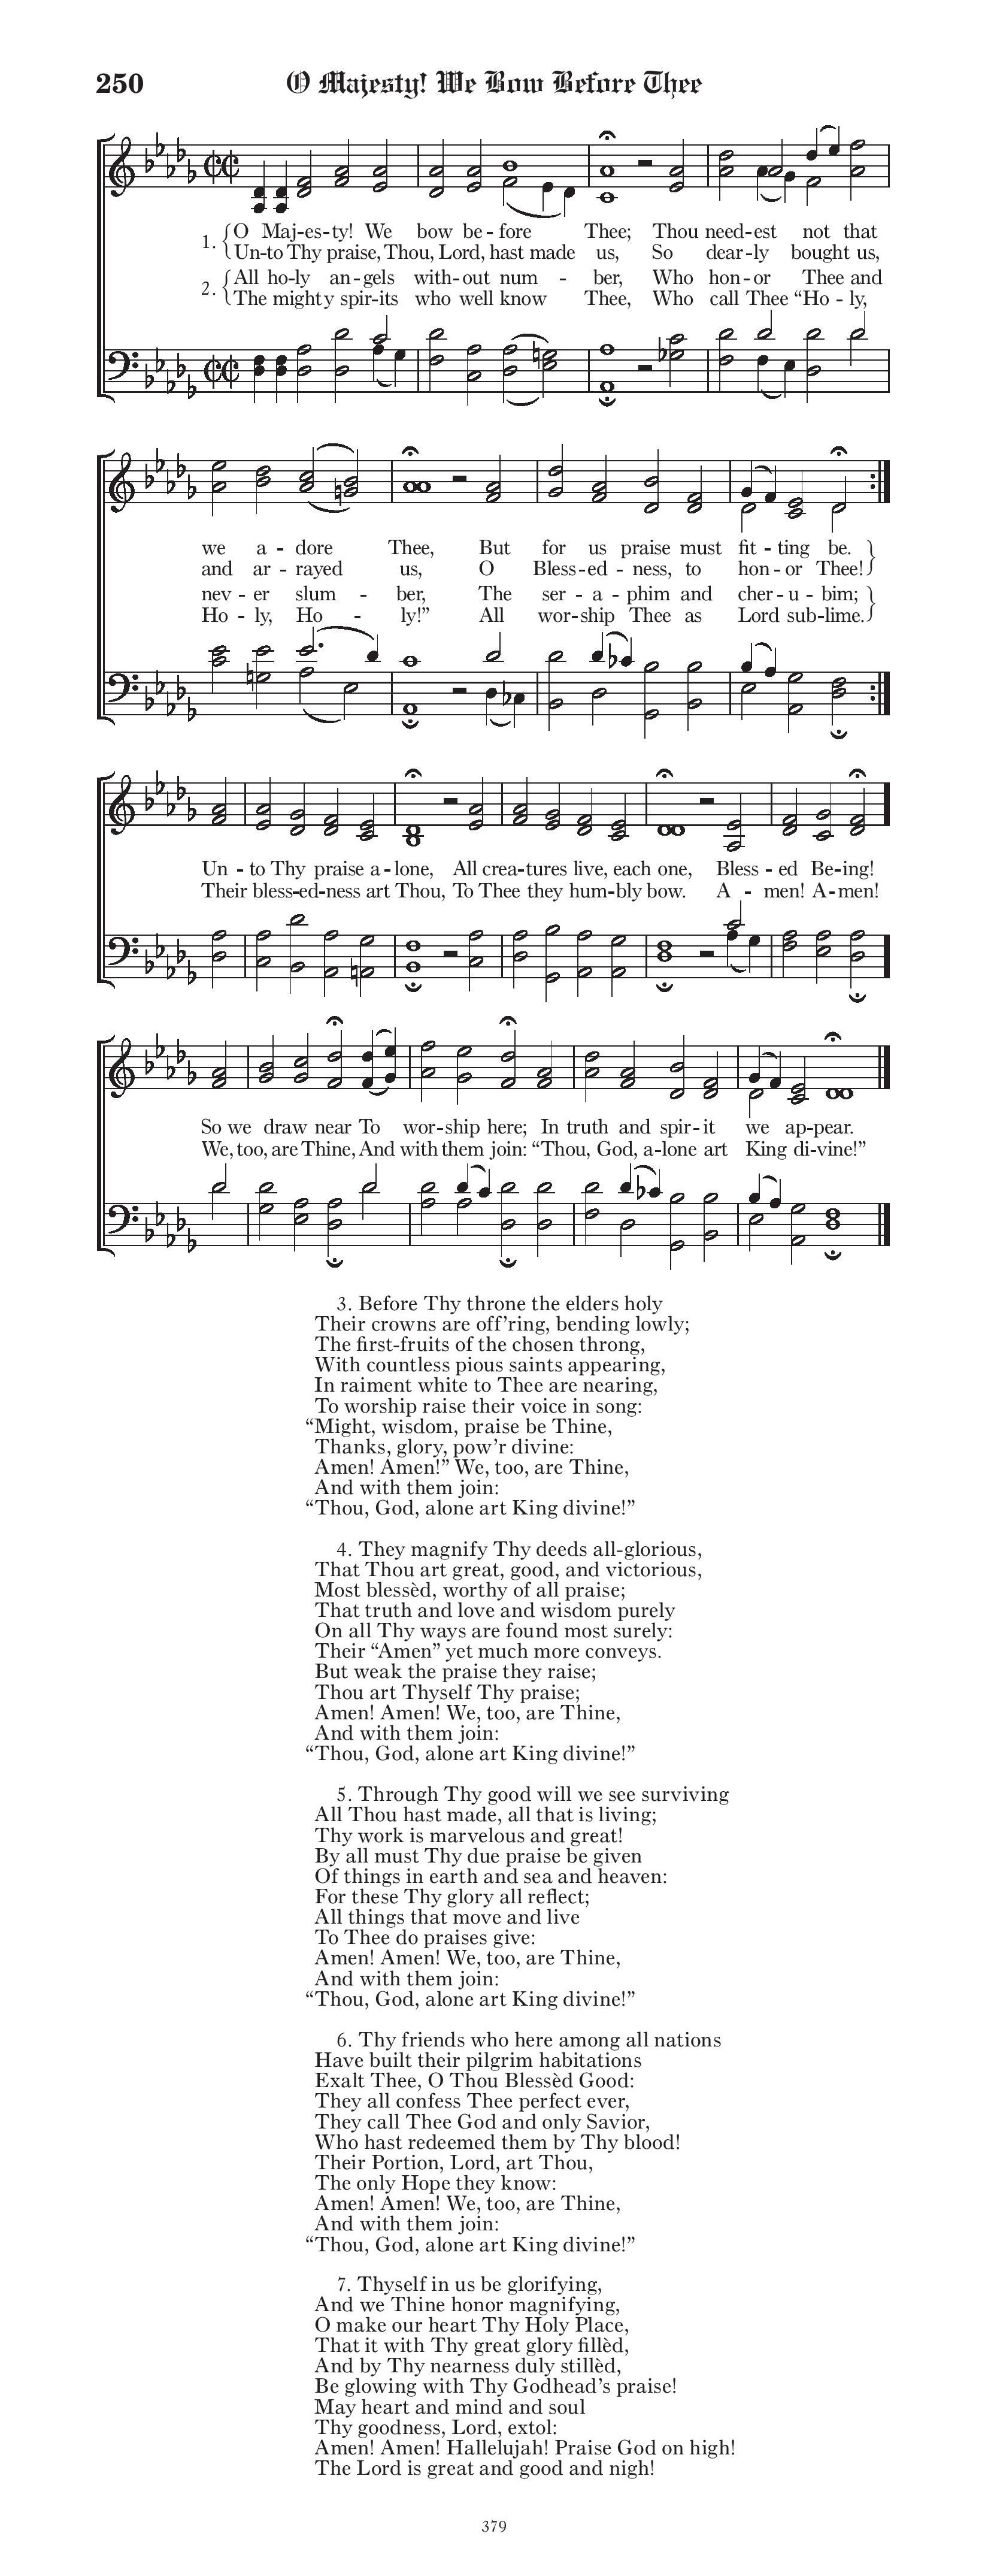 250 O Majesty! We Bow Before Thee
1. O Maj-es-ty! We bow be-fore Thee; Thou need-est not that
Un-to Thy praise, Thou, Lord, hast made us, So dear-ly bought us,
2. All ho-ly an-gels with-out num - ber, Who hon-or Thee and
The mighty spir-its who well know Thee, Who call Thee “Ho - ly,
we a - dore Thee, But for us praise must fit - ting be.
and ar - rayed us, O Bless-ed - ness, to hon - or Thee!
nev - er slum - ber, The ser - a - phim and cher - u - bim;
Ho - ly, Ho - ly!” All wor-ship Thee as Lord sub-lime.
Un - to Thy praise a-lone, All crea-tures live, each one, Bless - ed Be-ing!
Their bless-ed-ness art Thou, To Thee they hum-bly bow. A - men! A-men!
So we draw near To wor-ship here; In truth and spir-it we ap-pear.
We, too, are Thine, And with them join: “Thou, God, a-lone art King di-vine!”
3. Before Thy throne the elders holy
Their crowns are off’ring, bending lowly;
The first-fruits of the chosen throng,
With countless pious saints appearing,
In raiment white to Thee are nearing,
To worship raise their voice in song:
“Might, wisdom, praise be Thine,
Thanks, glory, pow’r divine:
Amen! Amen!” We, too, are Thine,
And with them join:
“Thou, God, alone art King divine!”
4. They magnify Thy deeds all-glorious,
That Thou art great, good, and victorious,
Most blessèd, worthy of all praise;
That truth and love and wisdom purely
On all Thy ways are found most surely:
Their “Amen” yet much more conveys.
But weak the praise they raise;
Thou art Thyself Thy praise;
Amen! Amen! We, too, are Thine,
And with them join:
“Thou, God, alone art King divine!”
5. Through Thy good will we see surviving
All Thou hast made, all that is living;
Thy work is marvelous and great!
By all must Thy due praise be given
Of things in earth and sea and heaven:
For these Thy glory all reflect;
All things that move and live
To Thee do praises give:
Amen! Amen! We, too, are Thine,
And with them join:
“Thou, God, alone art King divine!”
6. Thy friends who here among all nations
Have built their pilgrim habitations
Exalt Thee, O Thou Blessèd Good:
They all confess Thee perfect ever,
They call Thee God and only Savior,
Who hast redeemed them by Thy blood!
Their Portion, Lord, art Thou,
The only Hope they know:
Amen! Amen! We, too, are Thine,
And with them join:
“Thou, God, alone art King divine!”
7. Thyself in us be glorifying,
And we Thine honor magnifying,
O make our heart Thy Holy Place,
That it with Thy great glory fillèd,
And by Thy nearness duly stillèd,
Be glowing with Thy Godhead’s praise!
May heart and mind and soul
Thy goodness, Lord, extol:
Amen! Amen! Hallelujah! Praise God on high!
The Lord is great and good and nigh!
379